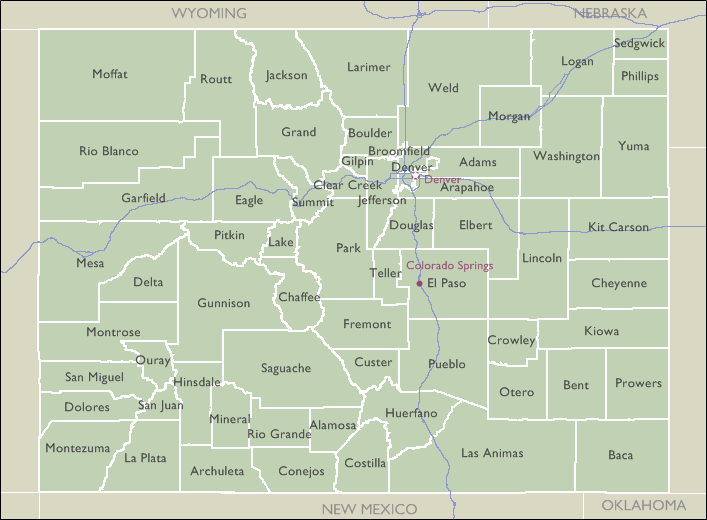 WYOMING
NEBRASKA
Sedgwick
Moffat
Routt
Jackson
Larimer
Logan
Phillips
Weld
Morgan
Grand
Boulder
Yuma
Rio Blanco
Broomfield
Washington
Gilpin
Denver
Adams
Denver
Clear Creek
Arapahoe
Garfield
Eagle
Summit
Jefferson
Douglas
Elbert
Kit Carson
Pitkin
Lake
Park
Mesa
Lincoln
Teller
Colorado Springs
Delta
El Paso
Cheyenne
Gunnison
Chaffee
Fremont
Montrose
Kiowa
Crowley
Ouray
Custer
Pueblo
Saguache
San Miguel
Hinsdale
Bent
Prowers
Otero
Dolores
San Juan
Huerfano
Mineral
Alamosa
Rio Grande
Montezuma
La Plata
Las Animas
Baca
Costilla
Archuleta
Conejos
NEW MEXICO
OKLAHOMA